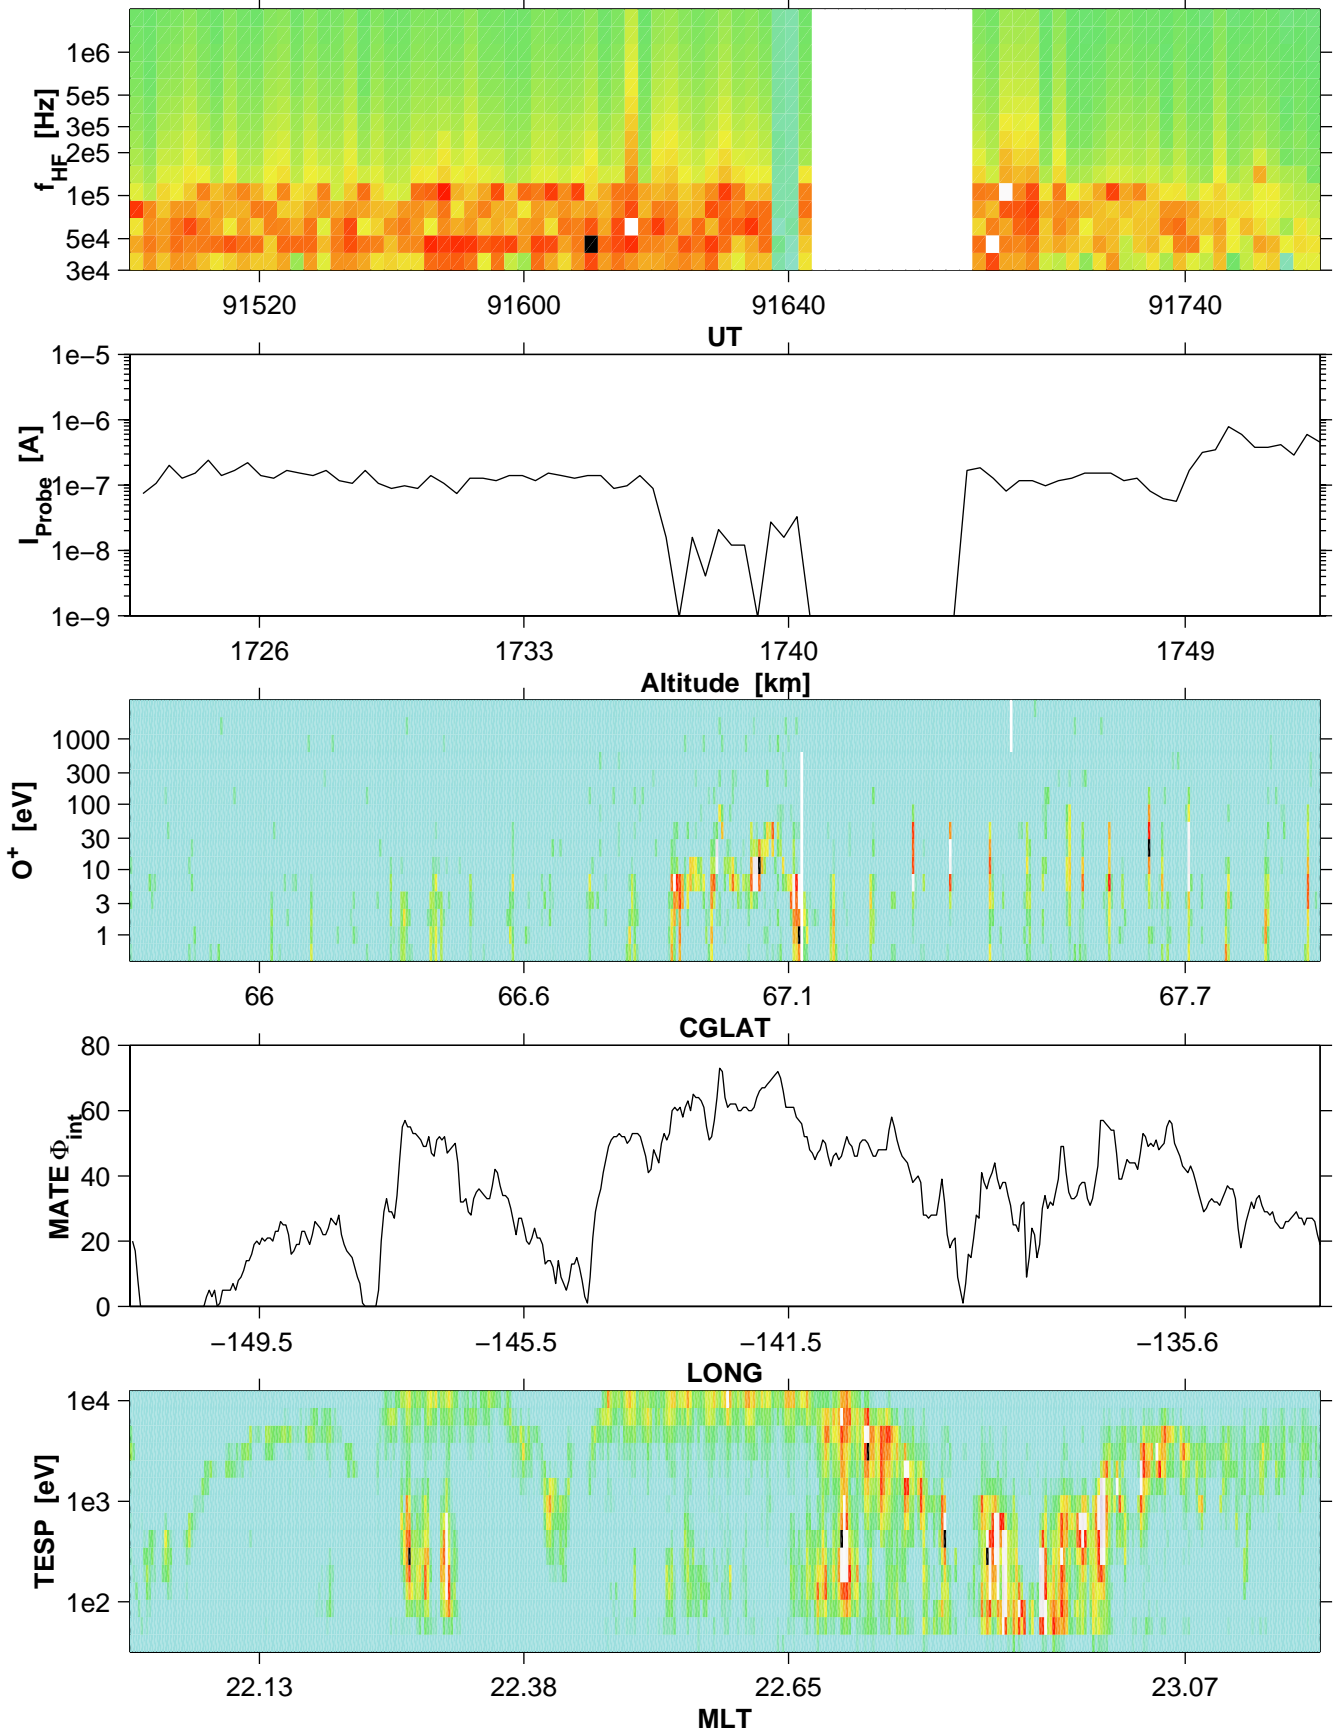 1e6
5e5
3e5
2e5
1e5
5e4
3e4
f_HF [Hz]
91520 91600 91640 91740
UT
1e−5
1e−6
1e−7
1e−8
1e−9
I_Probe [A]
1726 1733 1740 1749
Altitude [km]
1000
300
100
30
10
3
1
O⁺ [eV]
66 66.6 67.1 67.7
CGLAT
80
60
40
20
0
MATE Φ_int
−149.5 −145.5 −141.5 −135.6
LONG
1e4
1e3
1e2
TESP [eV]
22.13 22.38 22.65 23.07
MLT